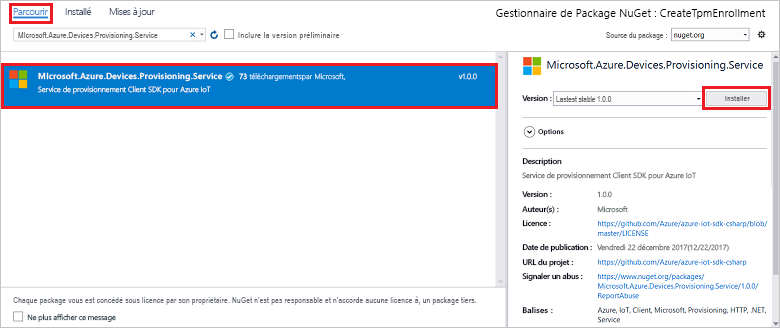 Parcourir Installé Mises à jour
Gestionnaire de Package NuGet : CreateTpmEnrollment
Microsoft.Azure.Devices.Provisioning.Service
Inclure la version préliminaire
Source du package : nuget.org
Microsoft.Azure.Devices.Provisioning.Service 73 téléchargementspar Microsoft, v1.0.0
Service de provisionnement Client SDK pour Azure IoT
Microsoft.Azure.Devices.Provisioning.Service
Version : Lastest stable 1.0.0 Installer
Options
Description
Service de provisionnement Client SDK pour Azure IoT
Version : 1.0.0
Auteur(s) : Microsoft
Licence : https://github.com/Azure/azure-iot-sdk-csharp/blob/
master/LICENSE
Date de publication : Vendredi 22 décembre 2017(12/22/2017)
URL du projet : https://github.com/Azure/azure-iot-sdk-csharp
Signaler un abus : https://www.nuget.org/packages/
Microsoft.Azure.Devices.Provisioning.Service/1.0.0/
ReportAbuse
Balises : Azure, IoT, Client, Microsoft, Provisioning, HTTP, .NET,
Service
Chaque package vous est concédé sous licence par son propriétaire. NuGet n'est pas responsable et n'accorde aucune licence à, un package tiers.
Ne plus afficher ce message